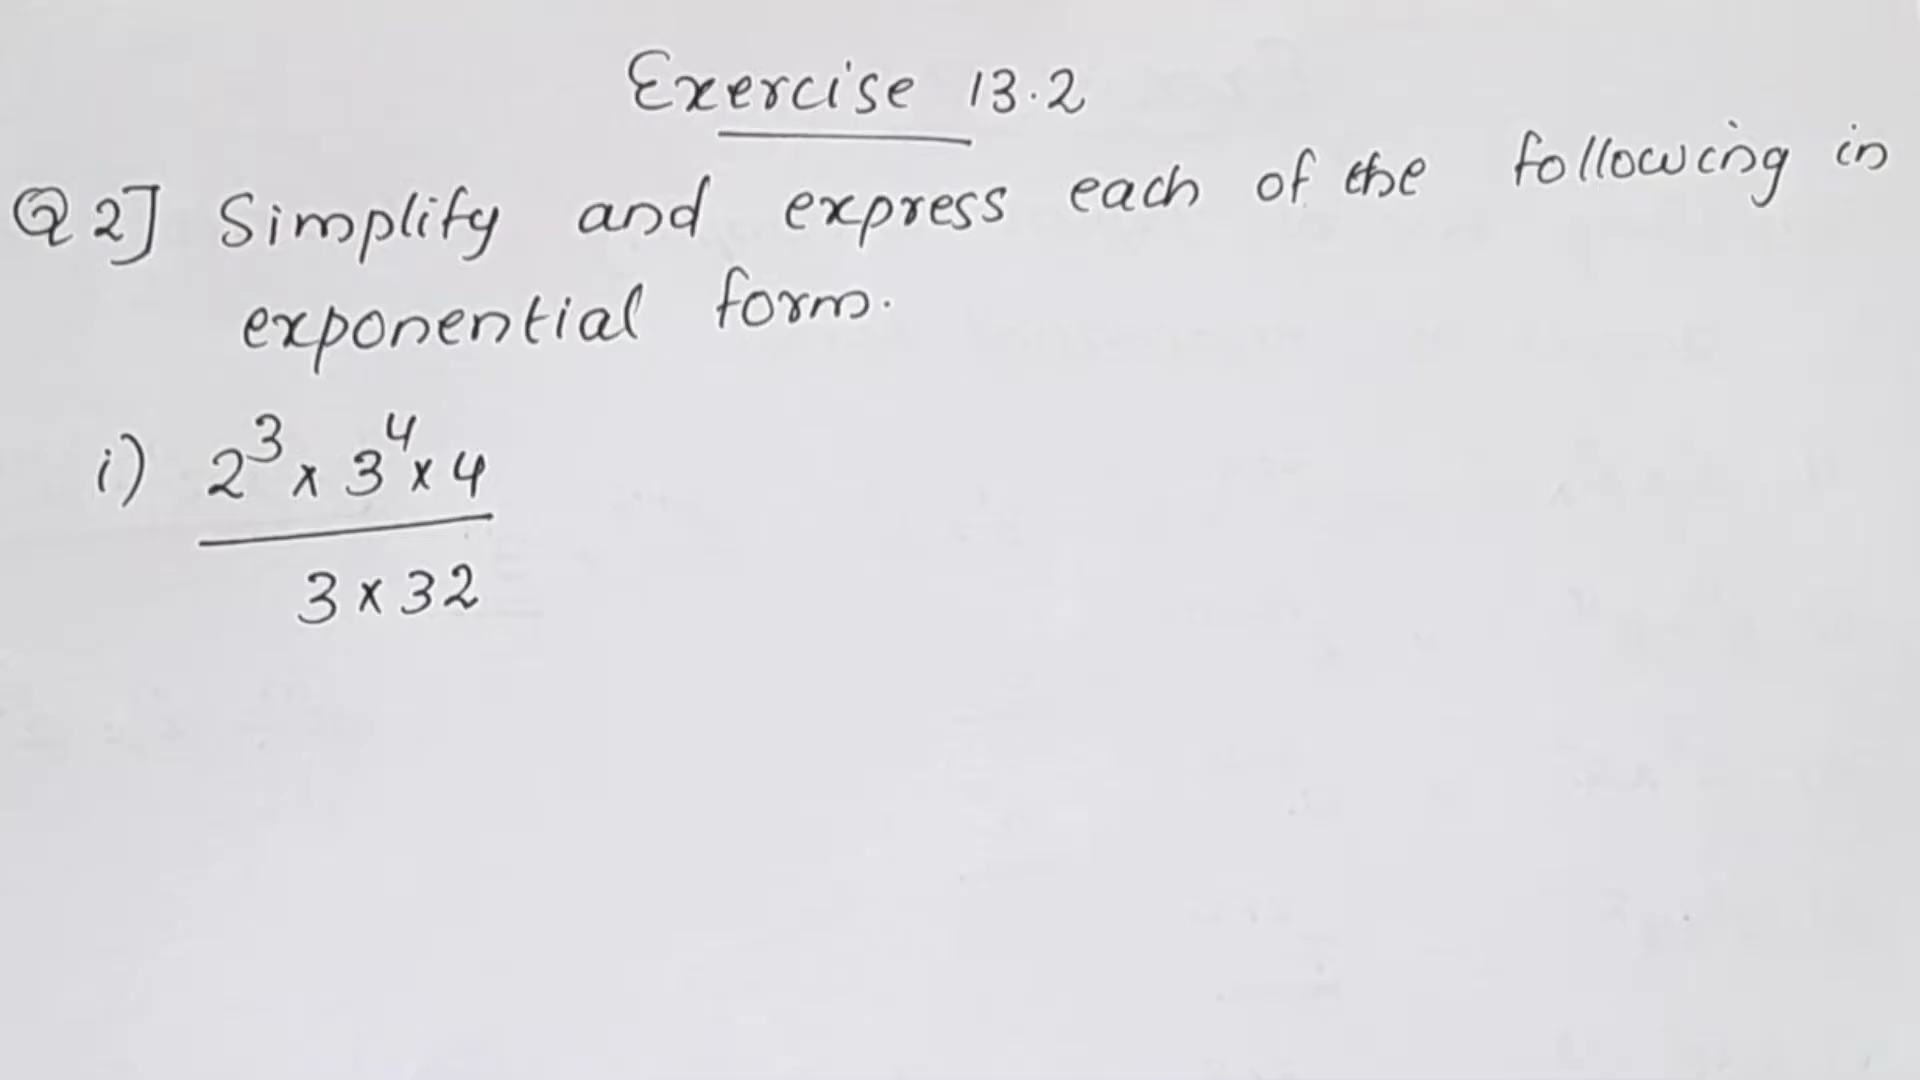 Exercise 13.2
Q2] Simplify and express each of the following in
exponential form.
i) 2³ x 3⁴ x 4
3 x 32